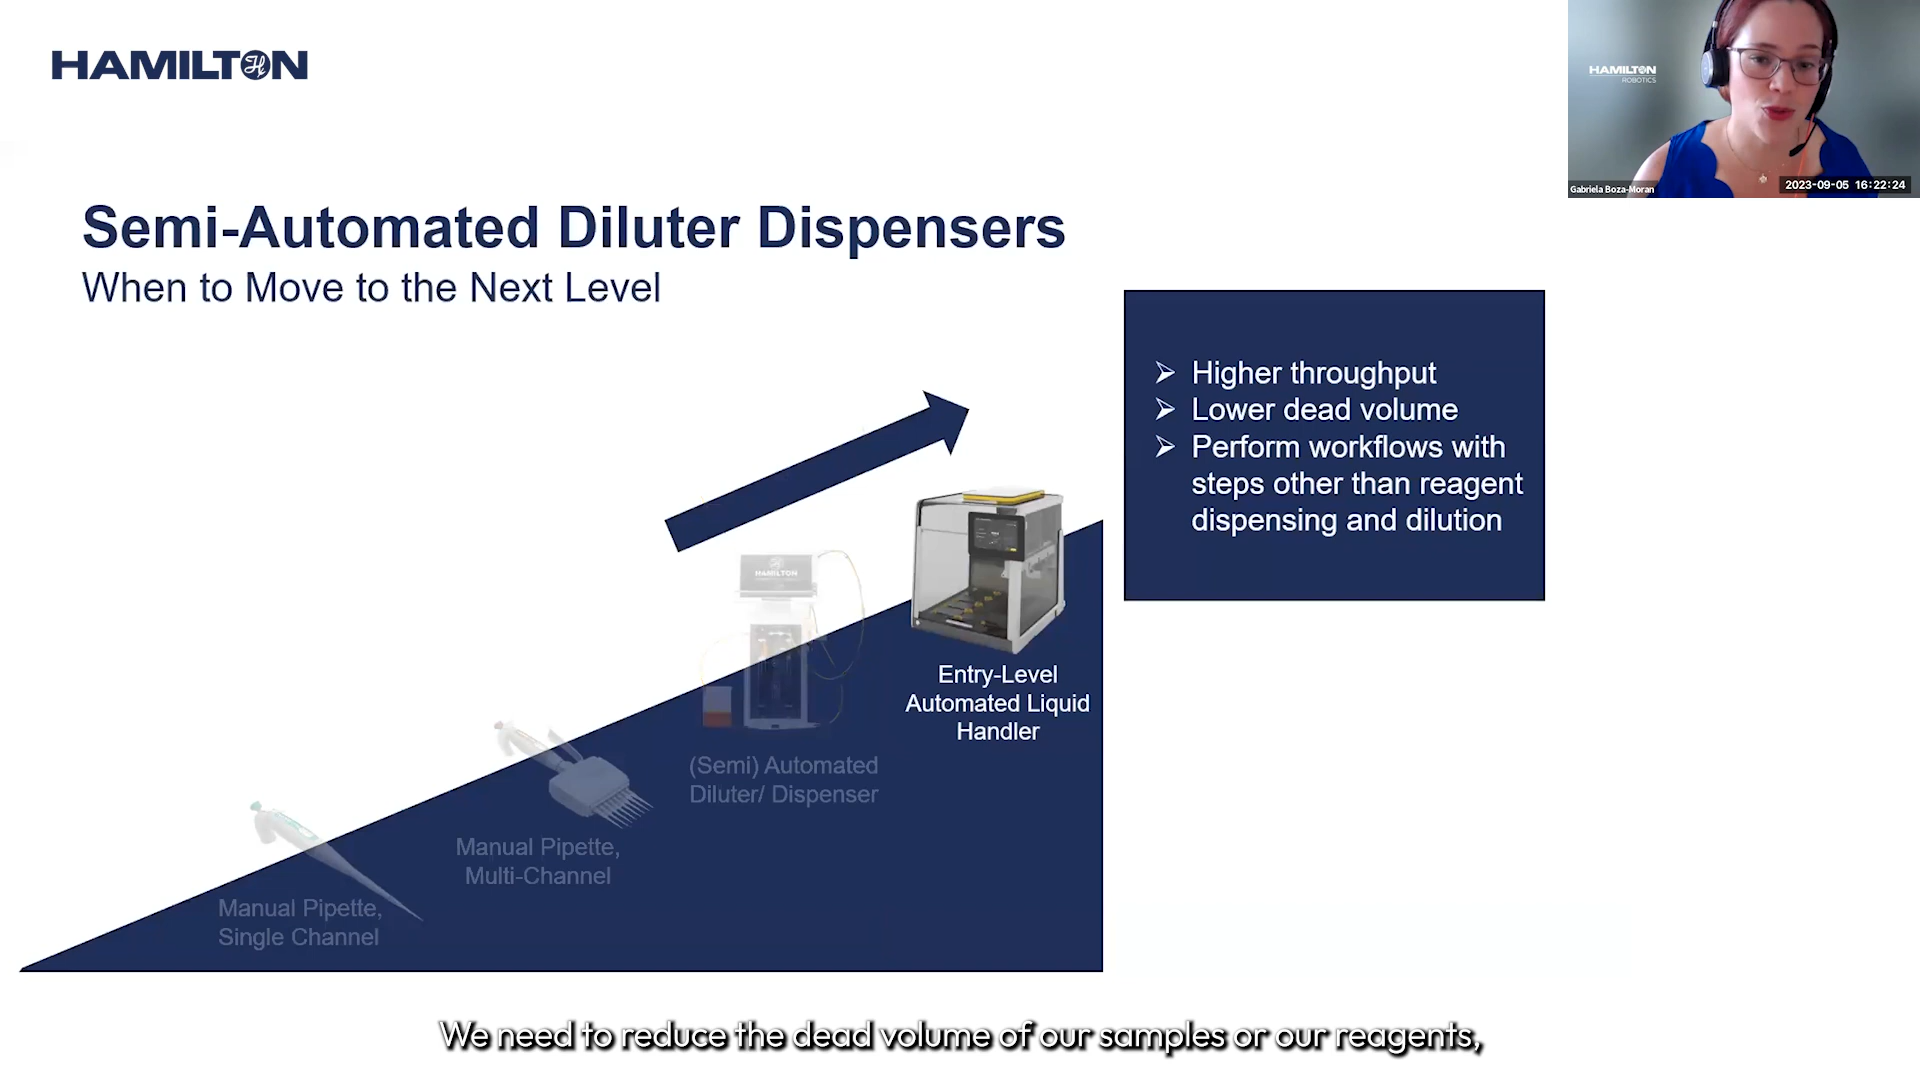 HAMILTON
HAMILTON
ROBOTICS
Gabriela Boza-Moran
2023-09-05 16:22:24
Semi-Automated Diluter Dispensers
When to Move to the Next Level
➢ Higher throughput
➢ Lower dead volume
➢ Perform workflows with
steps other than reagent
dispensing and dilution
HAMILTON
Entry-Level
Automated Liquid
Handler
(Semi) Automated
Diluter/ Dispenser
Manual Pipette,
Multi-Channel
Manual Pipette,
Single Channel
We need to reduce the dead volume of our samples or our reagents,